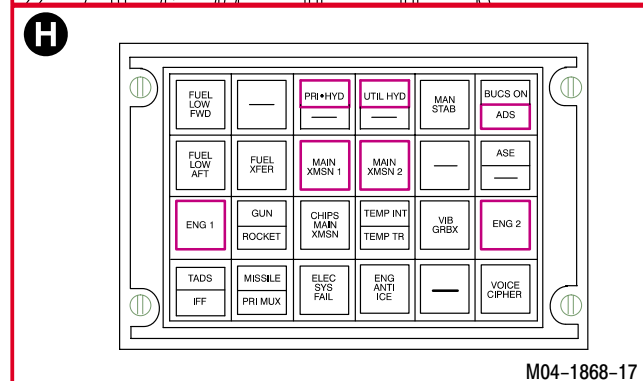 H
FUEL
LOW
FWD
PRI•HYD
UTIL HYD
MAN
STAB
BUCS ON
ADS
FUEL
LOW
AFT
FUEL
XFER
MAIN
XMSN 1
MAIN
XMSN 2
ASE
ENG 1
GUN
ROCKET
CHIPS
MAIN
XMSN
TEMP INT
TEMP TR
VIB
GRBX
ENG 2
TADS
IFF
MISSILE
PRI MUX
ELEC
SYS
FAIL
ENG
ANTI
ICE
VOICE
CIPHER
M04-1868-17